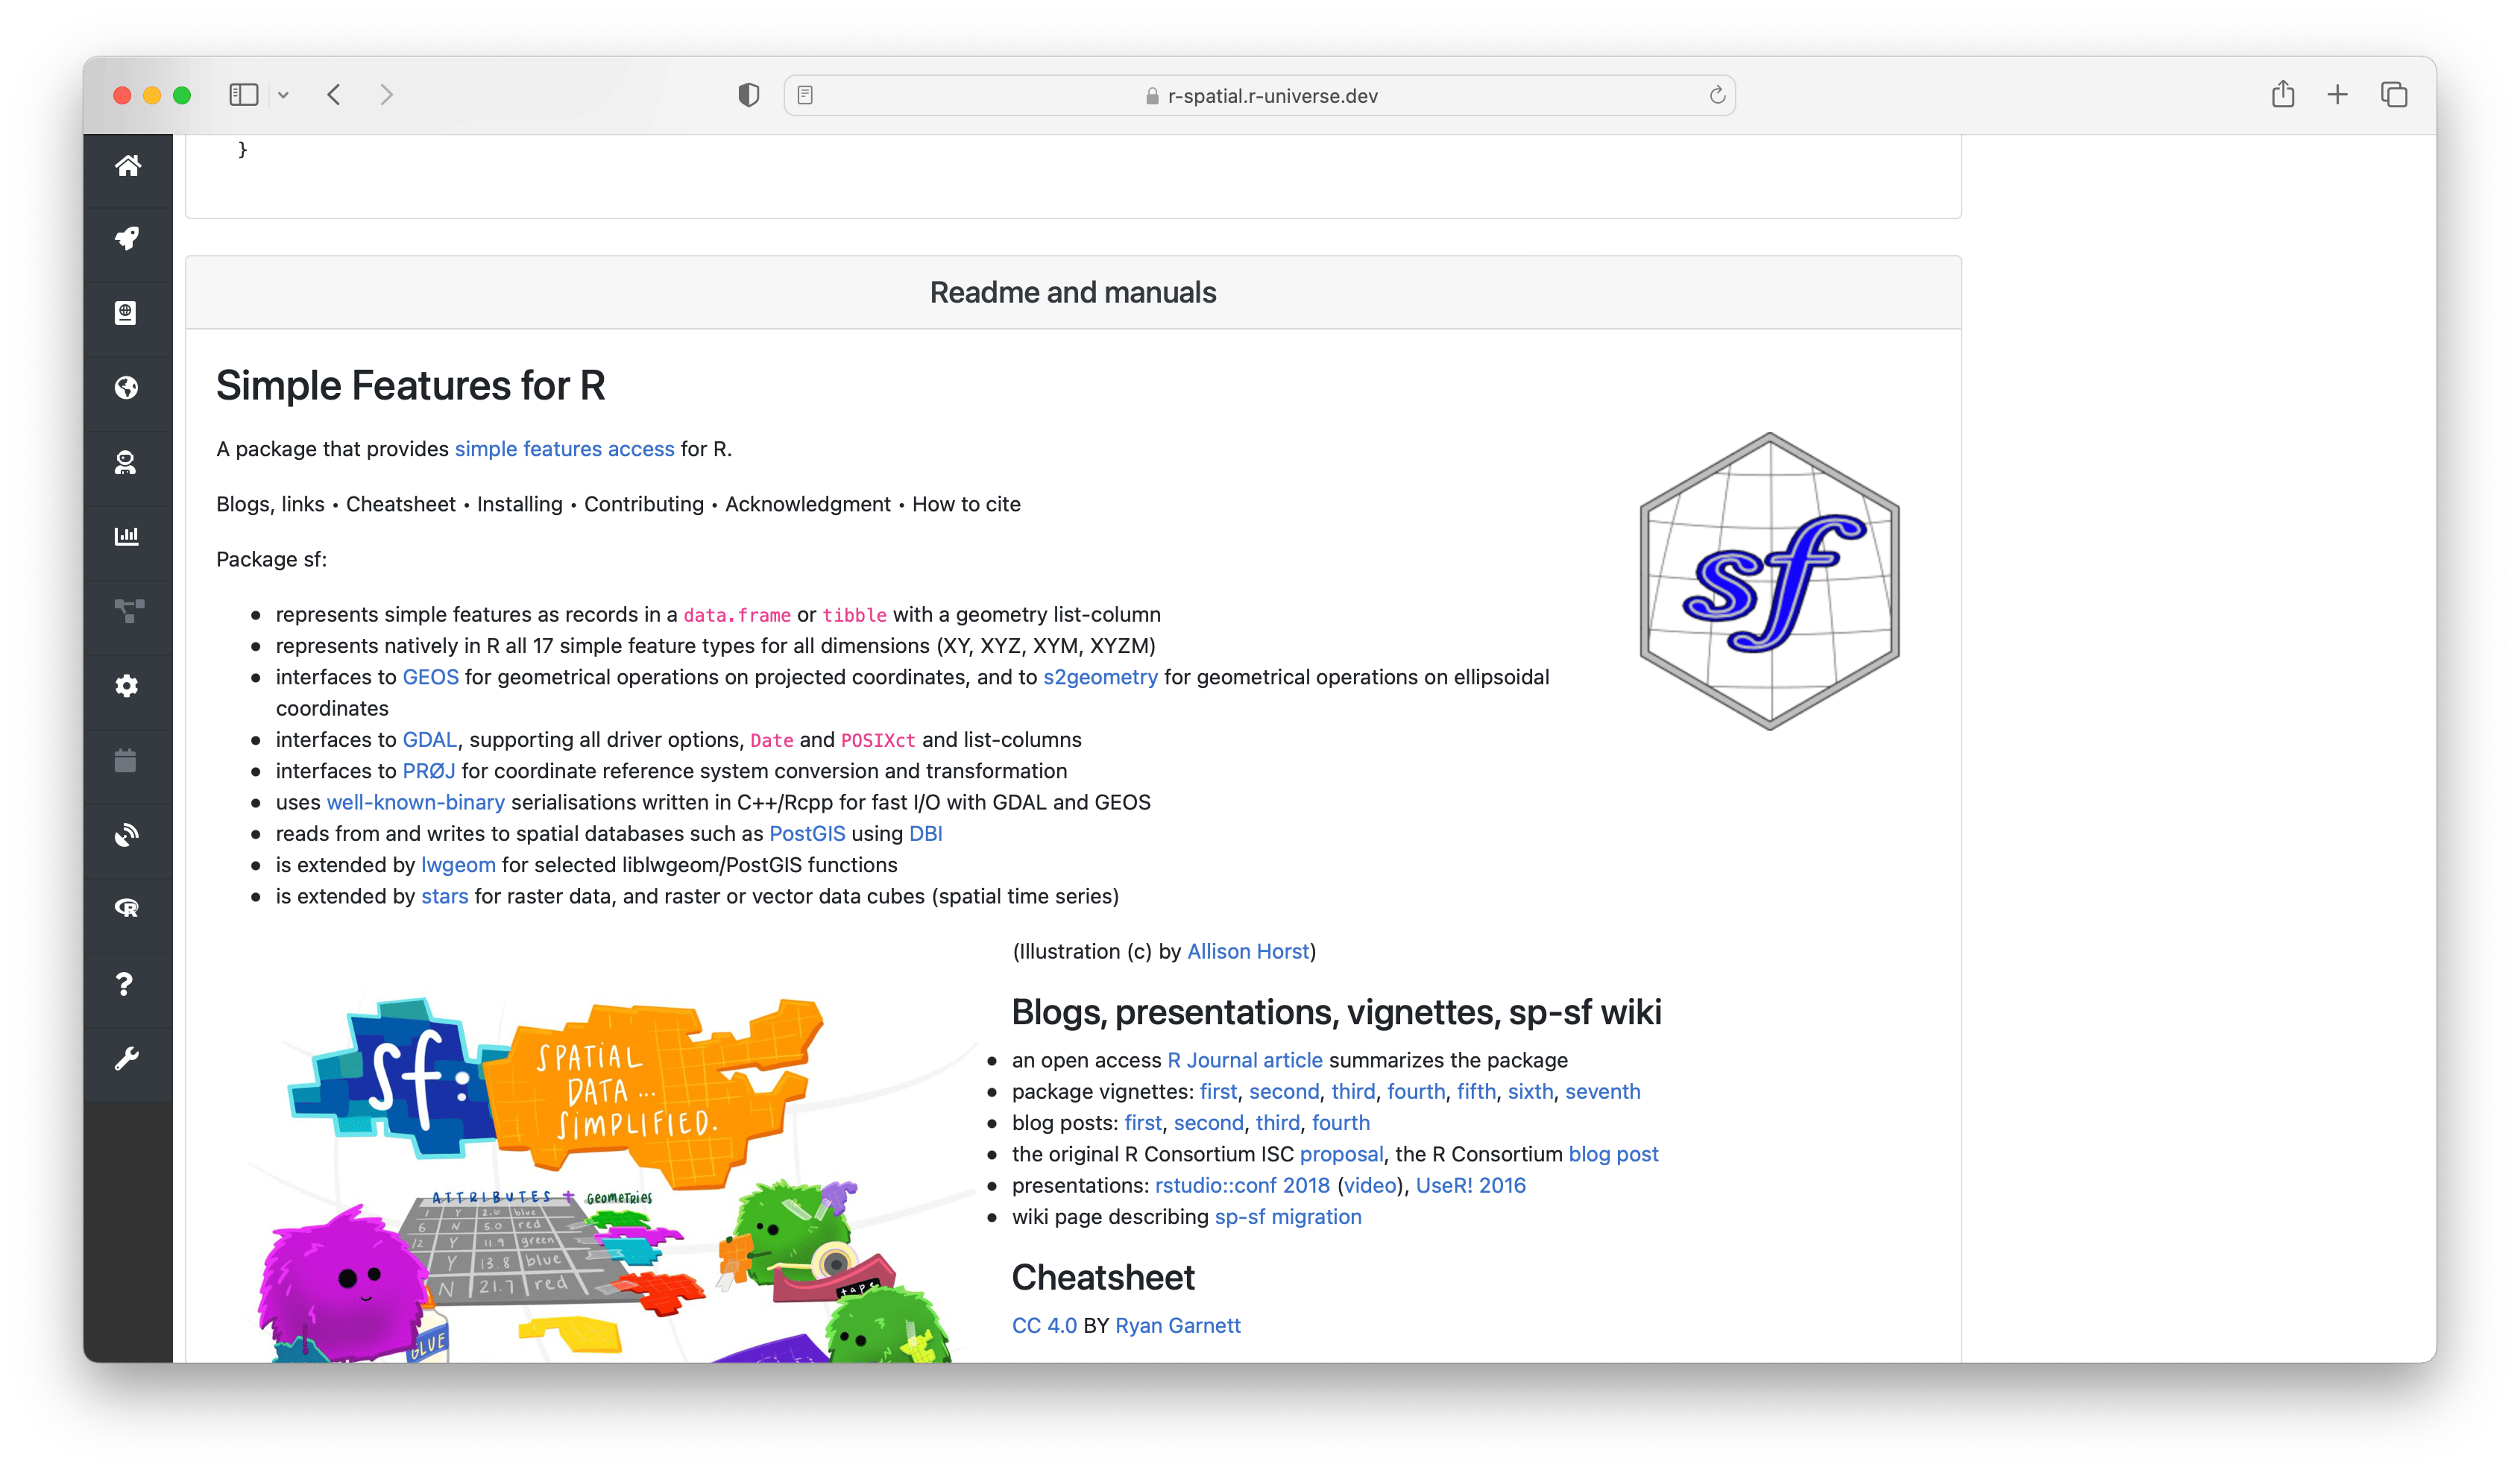 r-spatial.r-universe.dev
}
Readme and manuals
Simple Features for R
A package that provides simple features access for R.
Blogs, links • Cheatsheet • Installing • Contributing • Acknowledgment • How to cite
Package sf:
• represents simple features as records in a data.frame or tibble with a geometry list-column
• represents natively in R all 17 simple feature types for all dimensions (XY, XYZ, XYM, XYZM)
• interfaces to GEOS for geometrical operations on projected coordinates, and to s2geometry for geometrical operations on ellipsoidal
coordinates
• interfaces to GDAL, supporting all driver options, Date and POSIXct and list-columns
• interfaces to PRØJ for coordinate reference system conversion and transformation
• uses well-known-binary serialisations written in C++/Rcpp for fast I/O with GDAL and GEOS
• reads from and writes to spatial databases such as PostGIS using DBI
• is extended by lwgeom for selected liblwgeom/PostGIS functions
• is extended by stars for raster data, and raster or vector data cubes (spatial time series)
sf
sf:
SPATIAL
DATA ...
SIMPLIFIED.
ATTRIBUTES + GEOMETRIES
1 Y 2.0 blue
6 N 5.0 red
12 Y 11.9 green
Y 13.8 blue
N 21.7 red
tape
GLUE
(Illustration (c) by Allison Horst)
Blogs, presentations, vignettes, sp-sf wiki
• an open access R Journal article summarizes the package
• package vignettes: first, second, third, fourth, fifth, sixth, seventh
• blog posts: first, second, third, fourth
• the original R Consortium ISC proposal, the R Consortium blog post
• presentations: rstudio::conf 2018 (video), UseR! 2016
• wiki page describing sp-sf migration
Cheatsheet
CC 4.0 BY Ryan Garnett